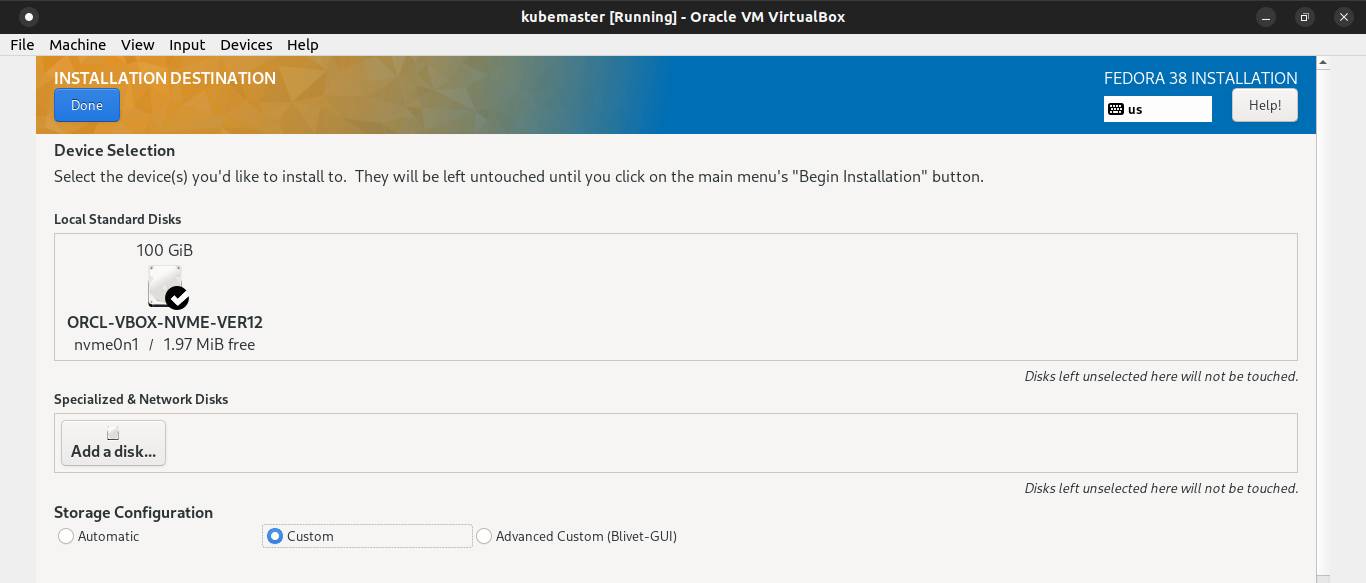 kubemaster [Running] - Oracle VM VirtualBox
File Machine View Input Devices Help
INSTALLATION DESTINATION
FEDORA 38 INSTALLATION
Done
us
Help!
Device Selection
Select the device(s) you'd like to install to.  They will be left untouched until you click on the main menu's "Begin Installation" button.
Local Standard Disks
100 GiB
ORCL-VBOX-NVME-VER12
nvme0n1 / 1.97 MiB free
Disks left unselected here will not be touched.
Specialized & Network Disks
Add a disk...
Disks left unselected here will not be touched.
Storage Configuration
Automatic
Custom
Advanced Custom (Blivet-GUI)